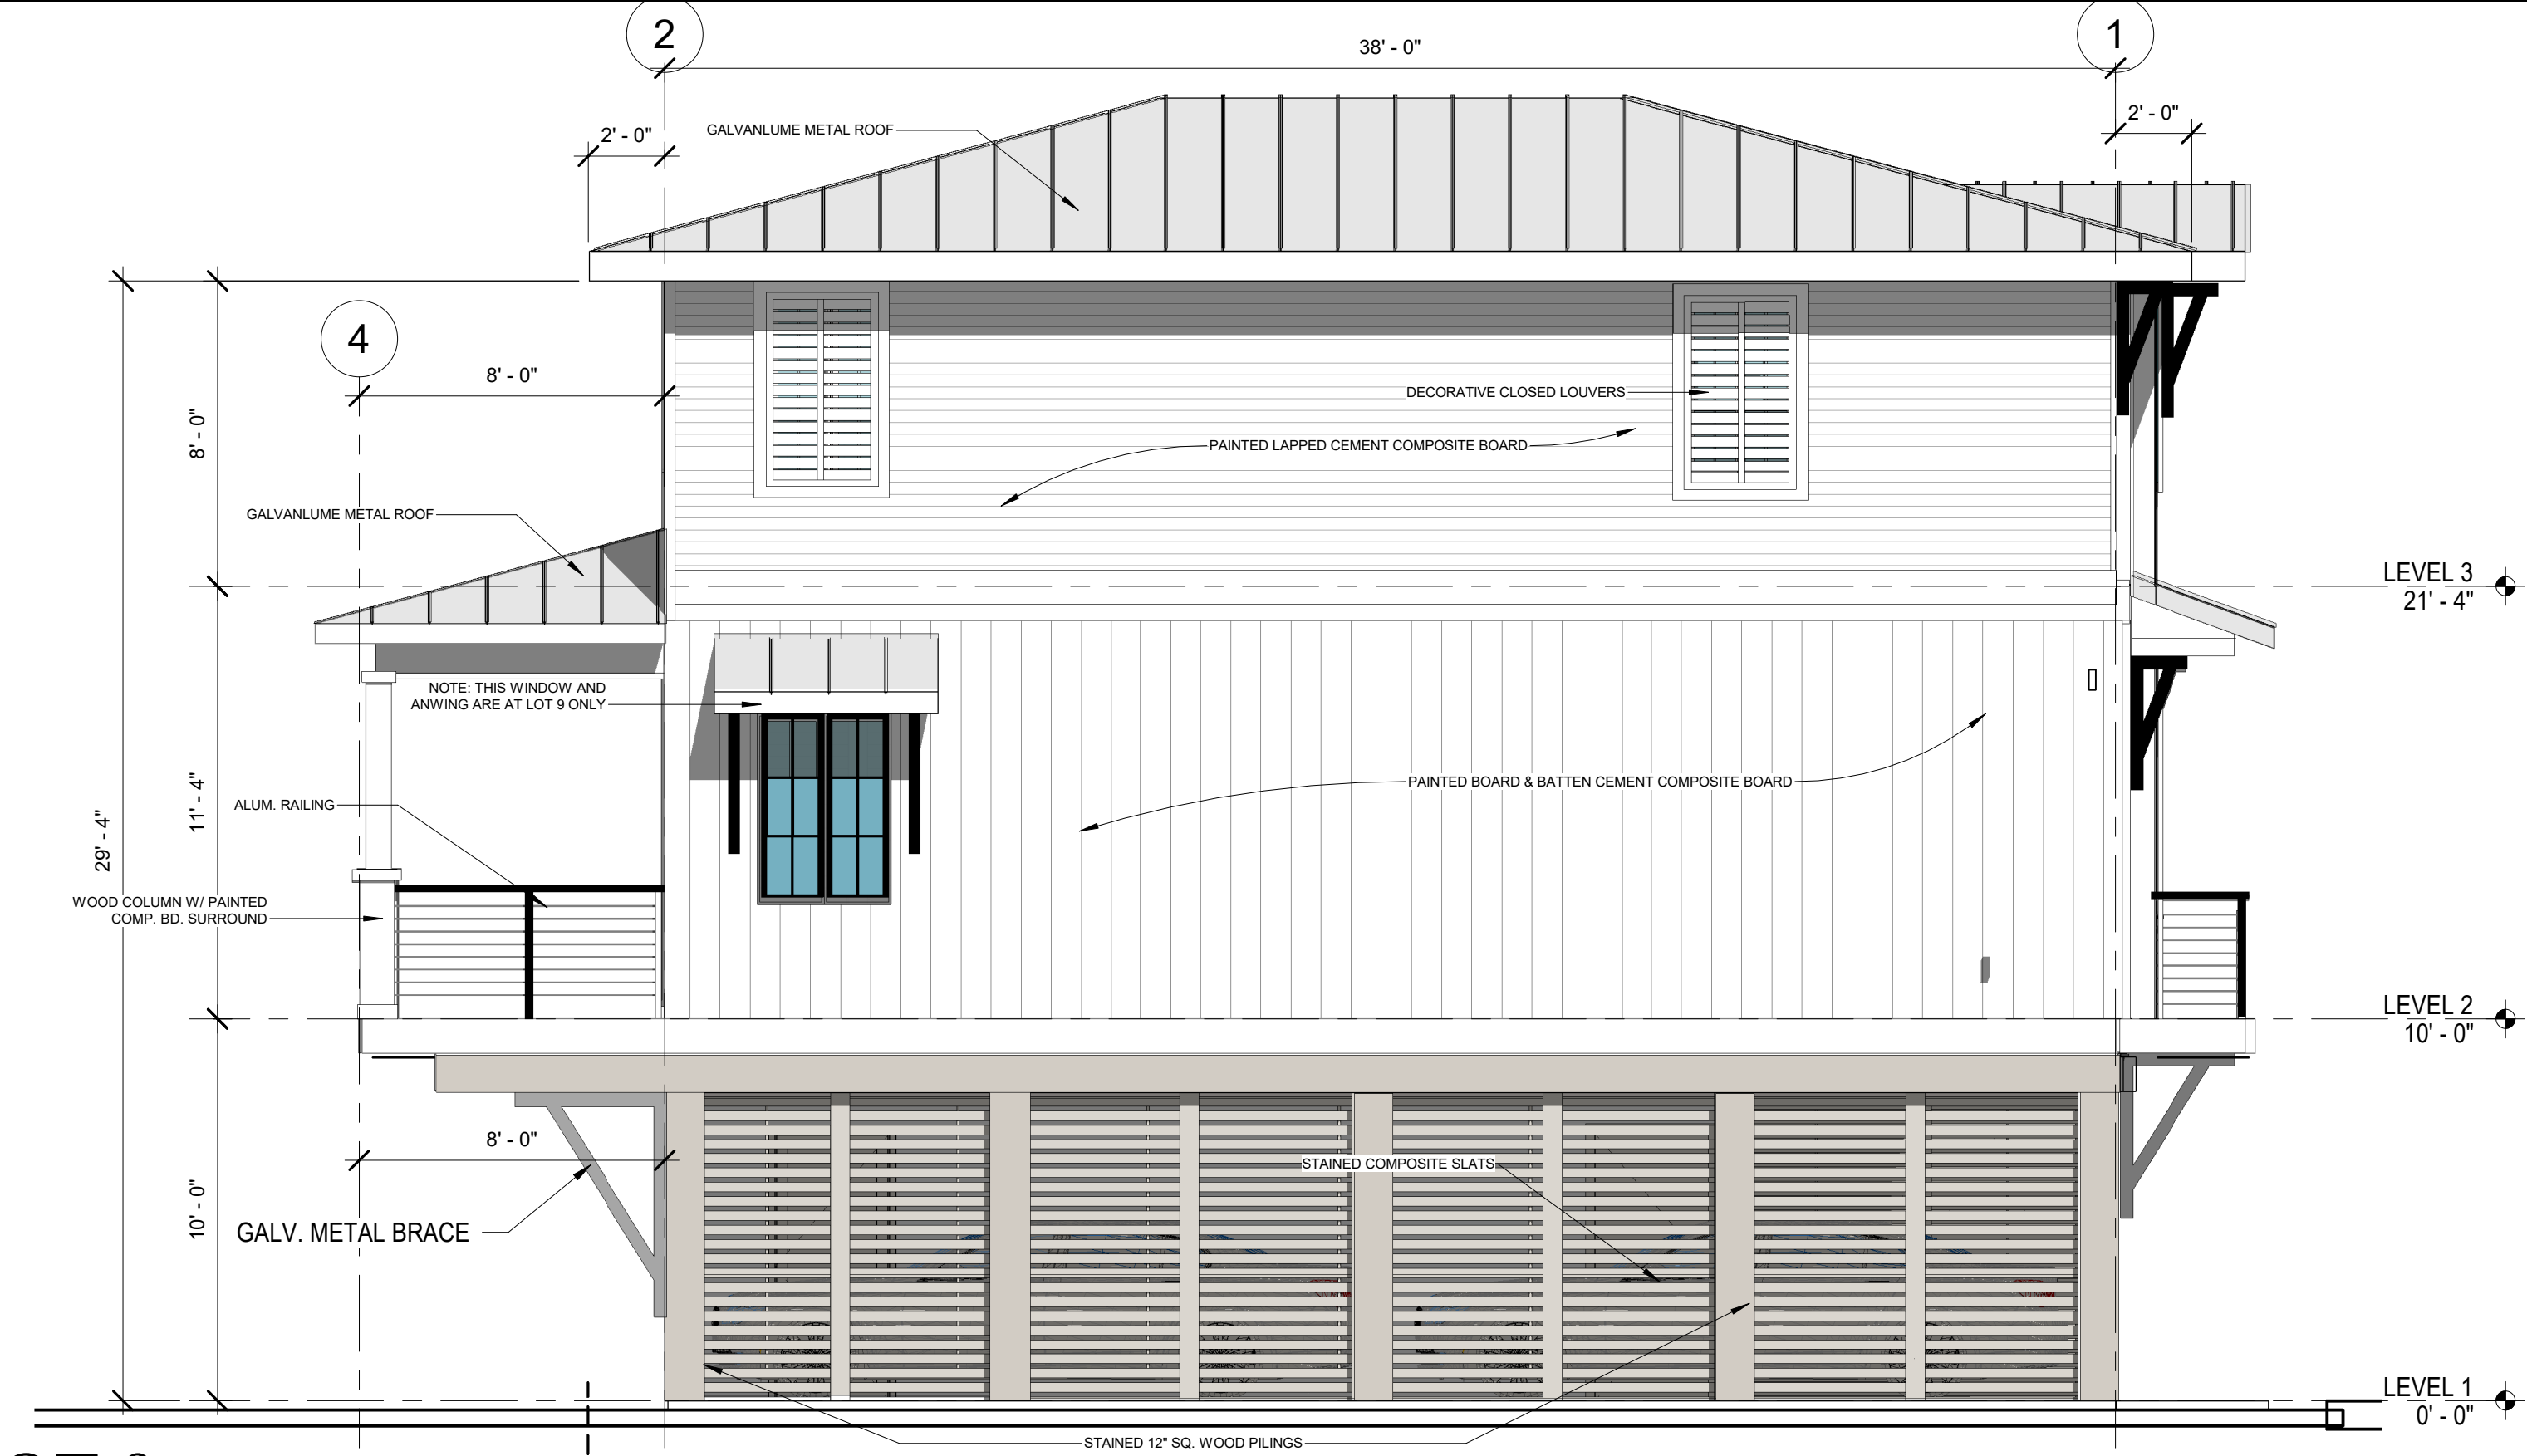 2
1
38' - 0"
2' - 0"
2' - 0"
GALVANLUME METAL ROOF
4
8' - 0"
8' - 0"
DECORATIVE CLOSED LOUVERS
PAINTED LAPPED CEMENT COMPOSITE BOARD
GALVANLUME METAL ROOF
LEVEL 3
21' - 4"
NOTE: THIS WINDOW AND
ANWING ARE AT LOT 9 ONLY
PAINTED BOARD & BATTEN CEMENT COMPOSITE BOARD
11' - 4"
29' - 4"
ALUM. RAILING
WOOD COLUMN W/ PAINTED
COMP. BD. SURROUND
LEVEL 2
10' - 0"
8' - 0"
STAINED COMPOSITE SLATS
10' - 0"
GALV. METAL BRACE
LEVEL 1
0' - 0"
STAINED 12" SQ. WOOD PILINGS